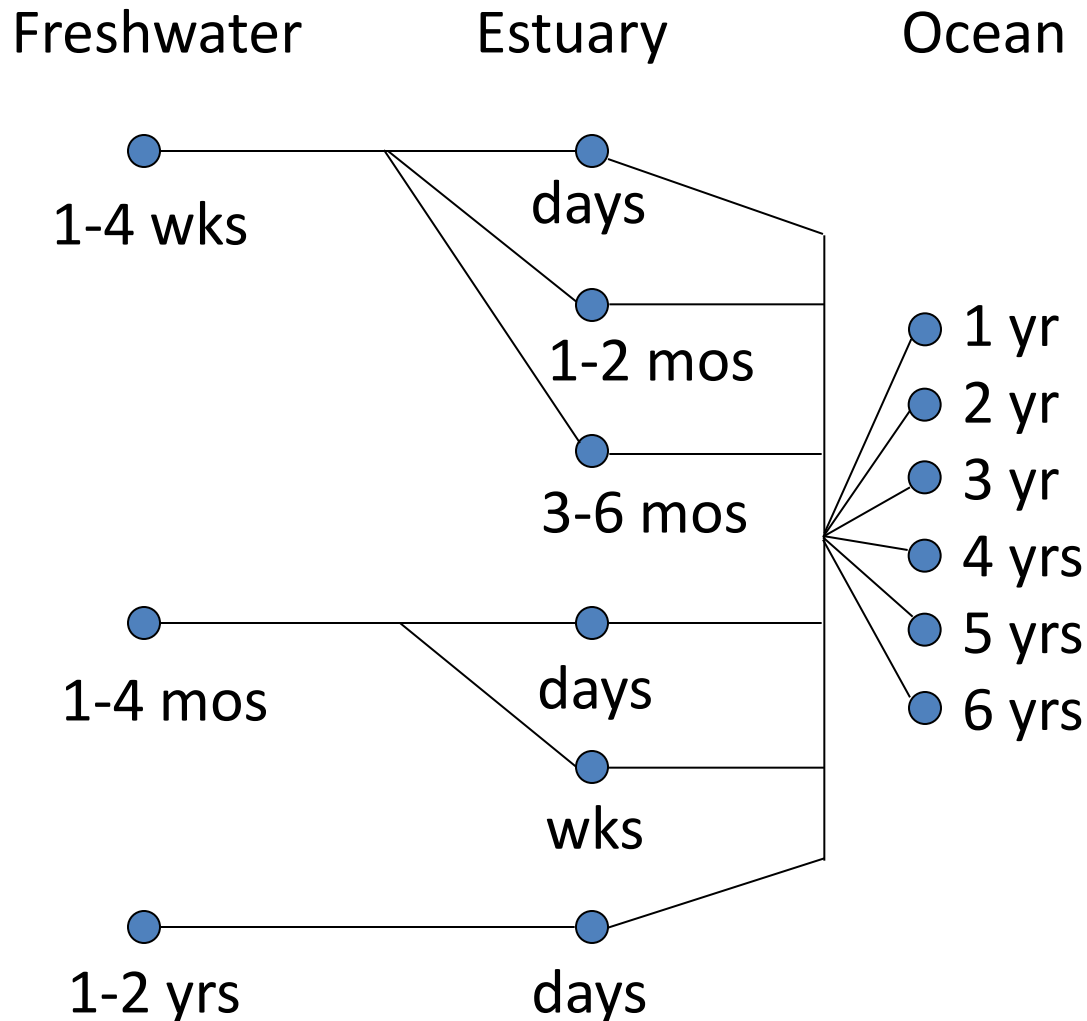 Freshwater
Estuary
Ocean
1-4 wks
days
1-2 mos
3-6 mos
1-4 mos
days
wks
1-2 yrs
days
1 yr
2 yr
3 yr
4 yrs
5 yrs
6 yrs